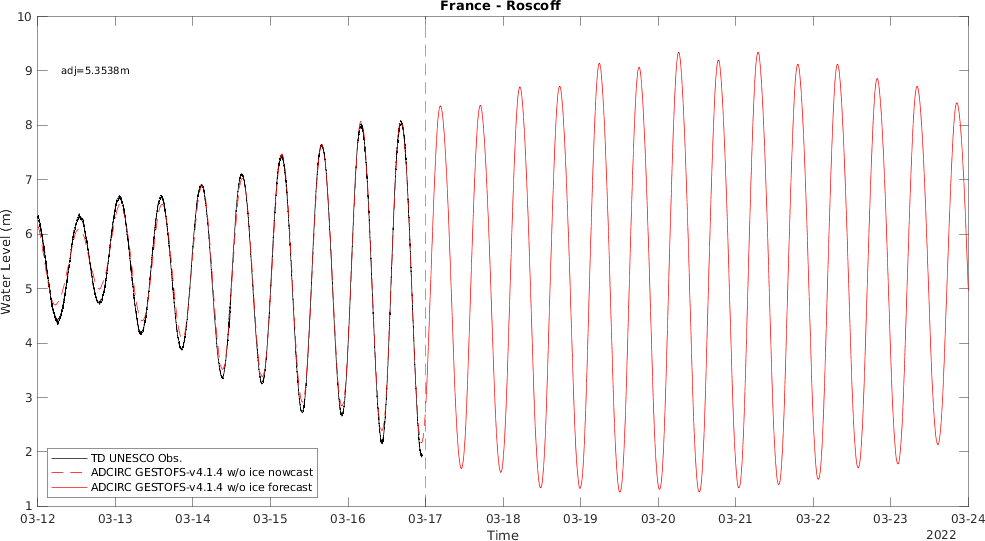 France - Roscoff
10
9
8
7
6
5
4
3
2
1
Water Level (m)
adj=5.3538m
TD UNESCO Obs.
ADCIRC GESTOFS-v4.1.4 w/o ice nowcast
ADCIRC GESTOFS-v4.1.4 w/o ice forecast
03-12 03-13 03-14 03-15 03-16 03-17 03-18 03-19 03-20 03-21 03-22 03-23 03-24
Time
2022